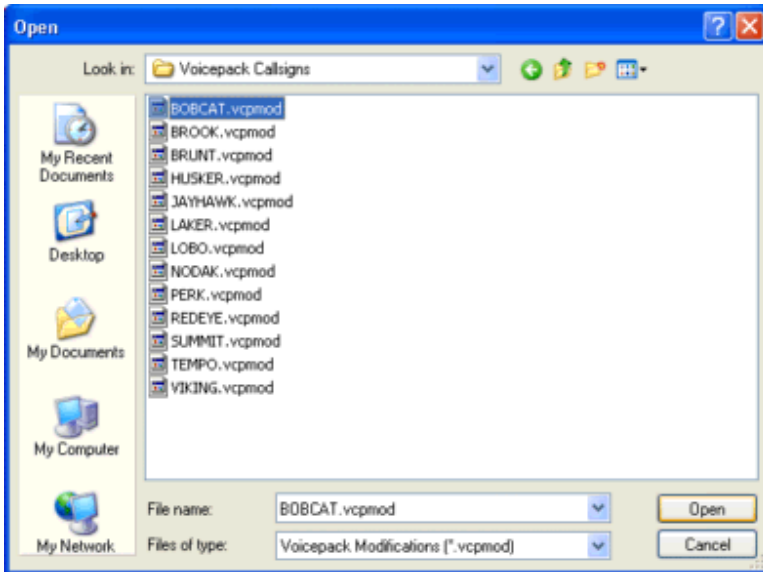 Open
Look in:
Voicepack Callsigns
My Recent
Documents
Desktop
My Documents
My Computer
My Network
BOBCAT.vcpmod
BROOK.vcpmod
BRUNT.vcpmod
HUSKER.vcpmod
JAYHAWK.vcpmod
LAKER.vcpmod
LOBO.vcpmod
NODAK.vcpmod
PERK.vcpmod
REDEYE.vcpmod
SUMMIT.vcpmod
TEMPO.vcpmod
VIKING.vcpmod
File name:
BOBCAT.vcpmod
Open
Files of type:
Voicepack Modifications (*.vcpmod)
Cancel